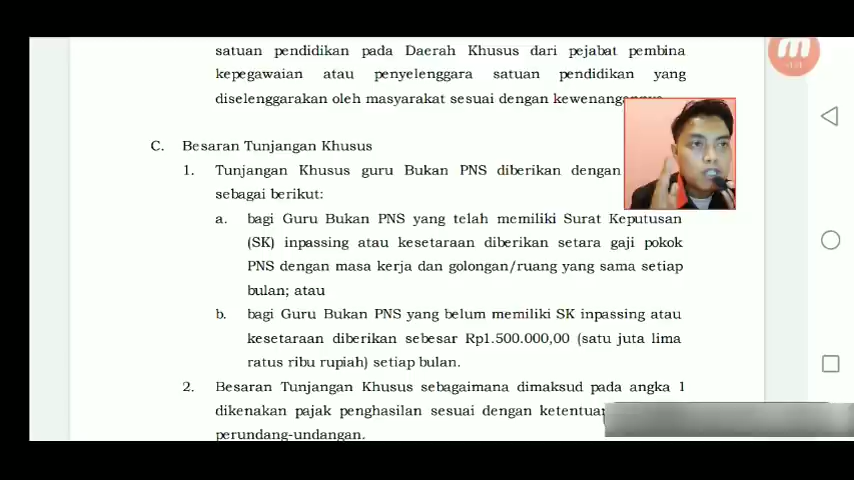 satuan pendidikan pada Daerah Khusus dari pejabat pembina
kepegawaian atau penyelenggara satuan pendidikan yang
diselenggarakan oleh masyarakat sesuai dengan kewenangannya.
C. Besaran Tunjangan Khusus
1. Tunjangan Khusus guru Bukan PNS diberikan dengan
sebagai berikut:
a. bagi Guru Bukan PNS yang telah memiliki Surat Keputusan
(SK) inpassing atau kesetaraan diberikan setara gaji pokok
PNS dengan masa kerja dan golongan/ruang yang sama setiap
bulan; atau
b. bagi Guru Bukan PNS yang belum memiliki SK inpassing atau
kesetaraan diberikan sebesar Rp1.500.000,00 (satu juta lima
ratus ribu rupiah) setiap bulan.
2. Besaran Tunjangan Khusus sebagaimana dimaksud pada angka 1
dikenakan pajak penghasilan sesuai dengan ketentuan
perundang-undangan.